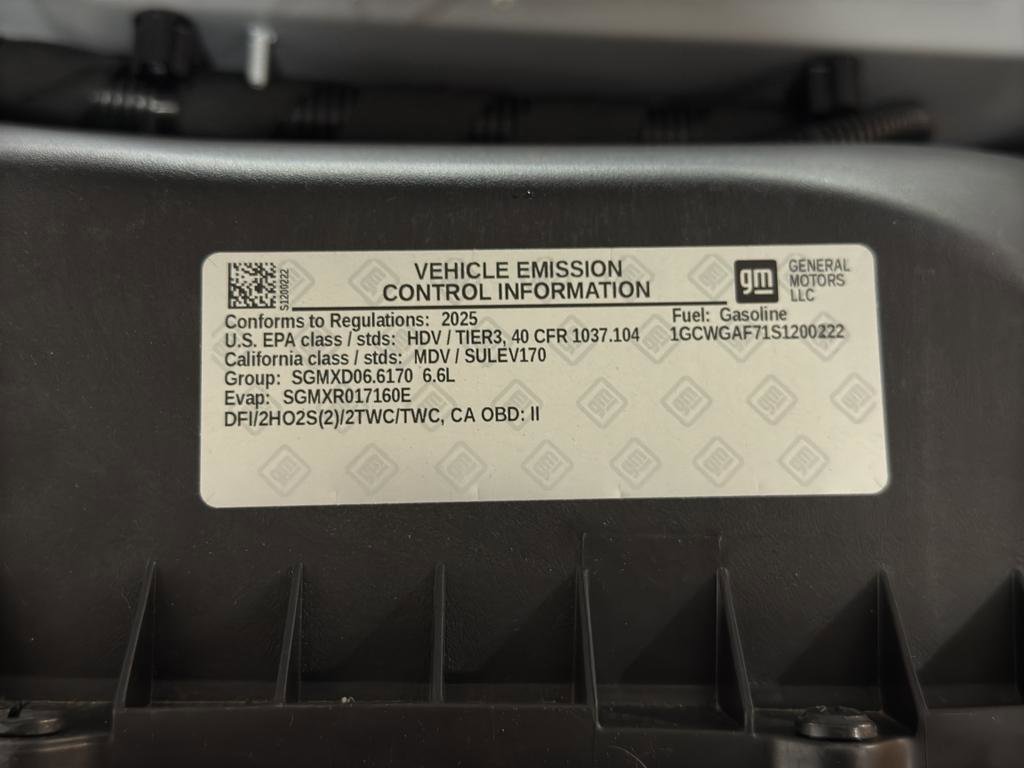 S1200222
VEHICLE EMISSION
CONTROL INFORMATION
gm
GENERAL
MOTORS
LLC
Conforms to Regulations: 2025
Fuel: Gasoline
U.S. EPA class / stds: HDV / TIER3, 40 CFR 1037.104
1GCWGAF71S1200222
California class / stds: MDV / SULEV170
Group: SGMXD06.6170 6.6L
Evap: SGMXR017160E
DFI/2HO2S(2)/2TWC/TWC, CA OBD: II